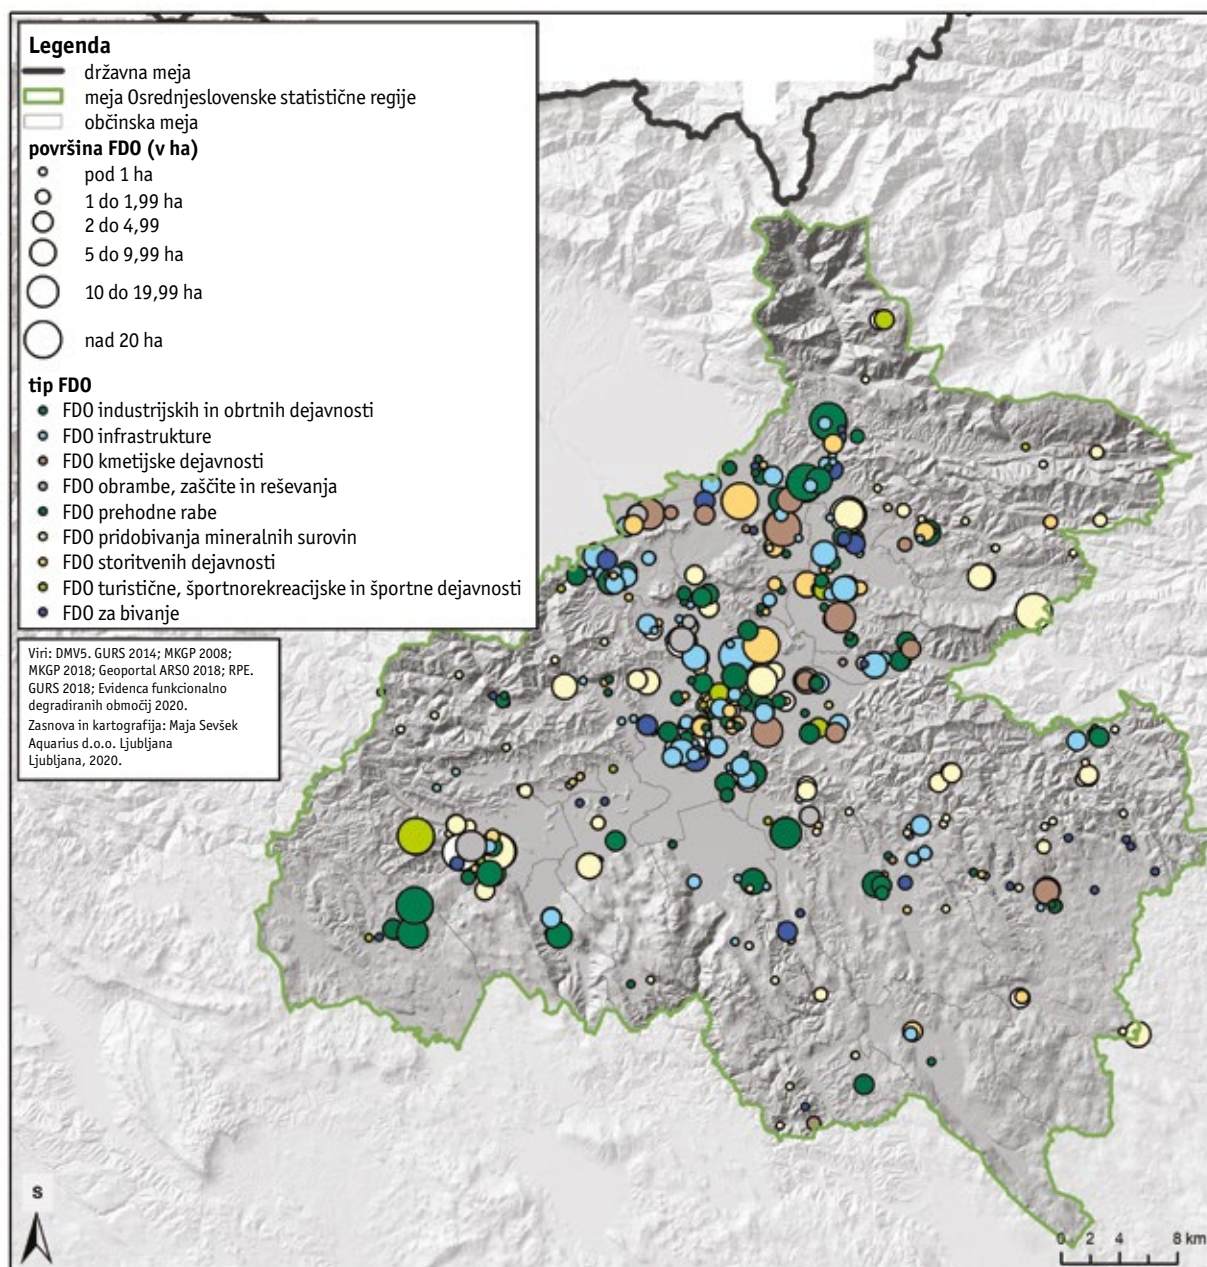 Legenda
državna meja
meja Osrednjeslovenske statistične regije
občinska meja
površina FDO (v ha)
pod 1 ha
1 do 1,99 ha
2 do 4,99
5 do 9,99 ha
10 do 19,99 ha
nad 20 ha
tip FDO
FDO industrijskih in obrtnih dejavnosti
FDO infrastrukture
FDO kmetijske dejavnosti
FDO obrambe, zaščite in reševanja
FDO prehodne rabe
FDO pridobivanja mineralnih surovin
FDO storitvenih dejavnosti
FDO turistične, športnorekreacijske in športne dejavnosti
FDO za bivanje
Viri: DMV5. GURS 2014; MKGP 2008;
MKGP 2018; Geoportal ARSO 2018; RPE.
GURS 2018; Evidenca funkcionalno
degradiranih območij 2020.
Zasnova in kartografija: Maja Sevšek
Aquarius d.o.o. Ljubljana
Ljubljana, 2020.
S
0 2 4 8 km